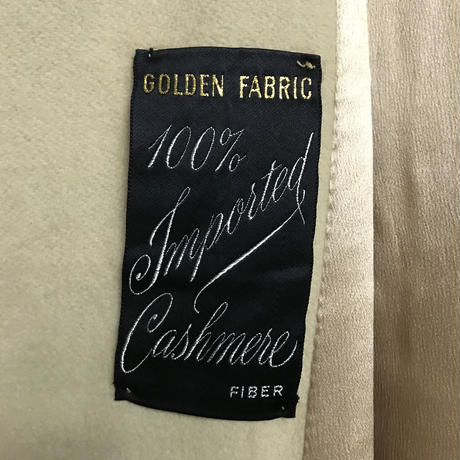 GOLDEN FABRIC
100%
Imported
Cashmere
FIBER